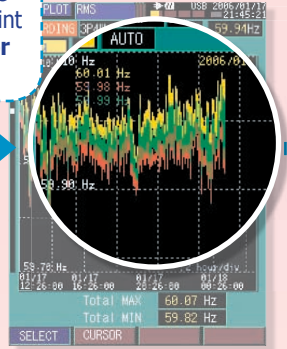 PLOT RMS USB 2006/01/17
21:45:21
int
RDING 3P4W AUTO 59.94Hz
r
10 Hz 2006/01
60.01 Hz
59.98 Hz
59.99 Hz
59.90 Hz
59.70 Hz hour/div
01/17 01/17 01/17 01/18
12:26:00 16:26:00 20:26:00 00:26:00
Total MAX 60.07 Hz
Total MIN 59.82 Hz
SELECT CURSOR